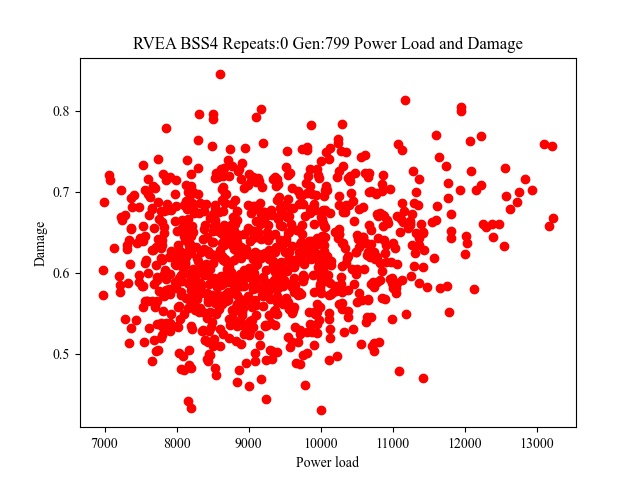 RVEA BSS4 Repeats:0 Gen:799 Power Load and Damage
0.8
0.7
0.6
0.5
Damage
7000 8000 9000 10000 11000 12000 13000
Power load